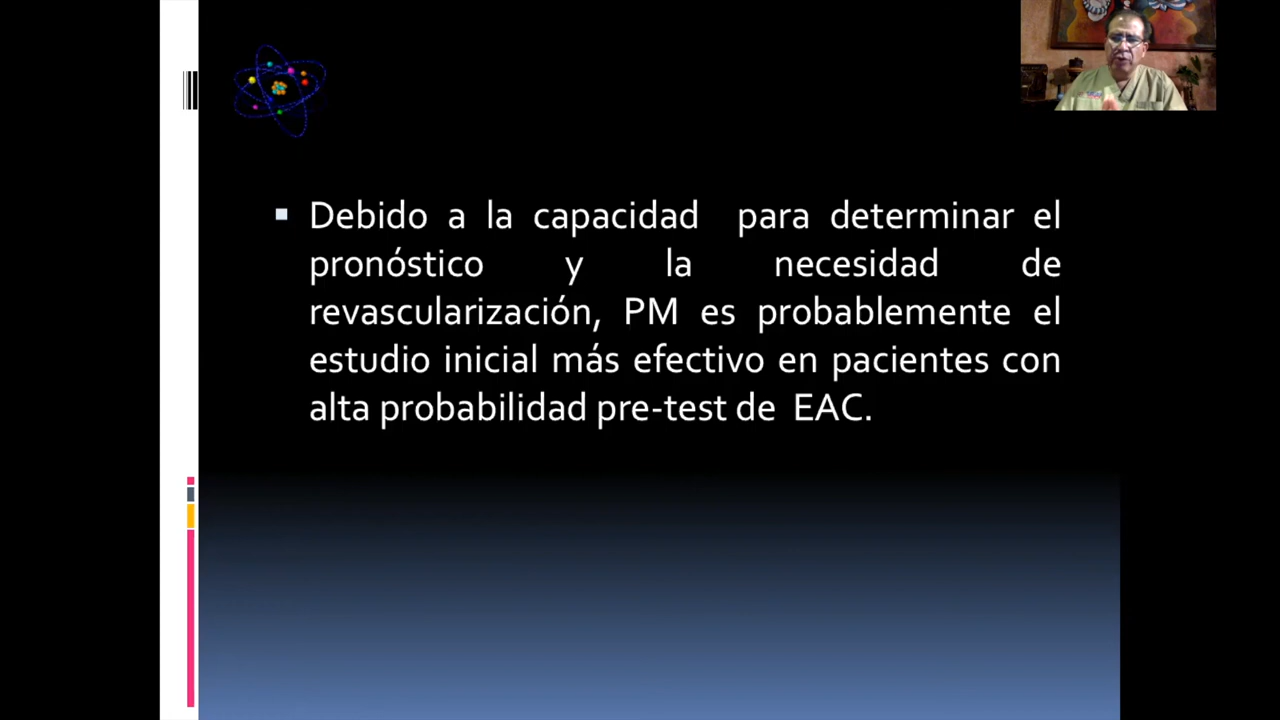 Debido a la capacidad para determinar el
pronóstico y la necesidad de
revascularización, PM es probablemente el
estudio inicial más efectivo en pacientes con
alta probabilidad pre-test de EAC.